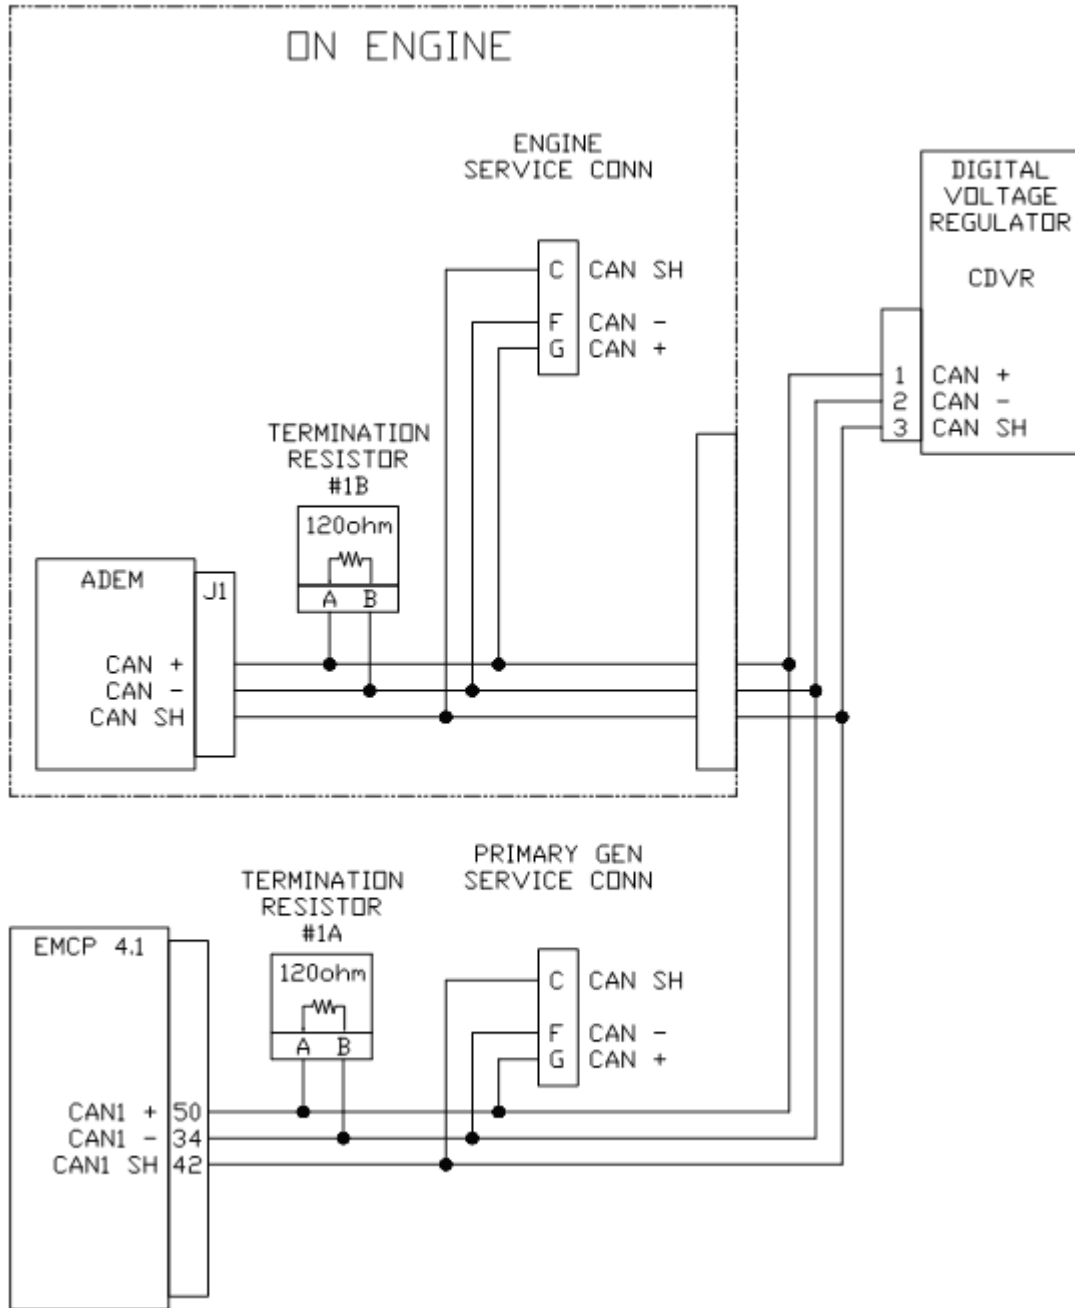 ON ENGINE
ENGINE
SERVICE CONN
C CAN SH
F CAN -
G CAN +
DIGITAL
VOLTAGE
REGULATOR
CDVR
1 CAN +
2 CAN -
3 CAN SH
TERMINATION
RESISTOR
#1B
120ohm
A B
ADEM
J1
CAN +
CAN -
CAN SH
PRIMARY GEN
SERVICE CONN
C CAN SH
F CAN -
G CAN +
TERMINATION
RESISTOR
#1A
120ohm
A B
EMCP 4.1
CAN1 + 50
CAN1 - 34
CAN1 SH 42